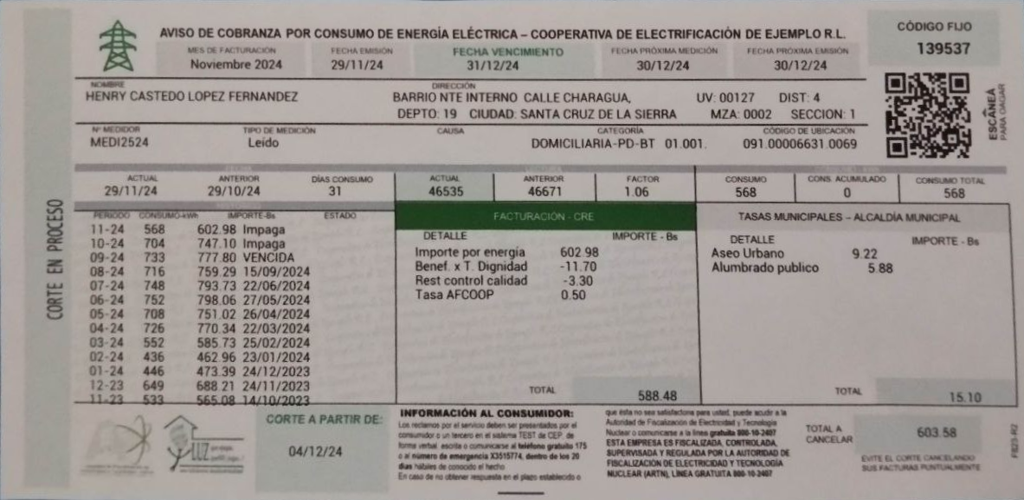 AVISO DE COBRANZA POR CONSUMO DE ENERGÍA ELÉCTRICA – COOPERATIVA DE ELECTRIFICACIÓN DE EJEMPLO R.L.
CÓDIGO FIJO
139537
MES DE FACTURACIÓN FECHA EMISIÓN FECHA VENCIMIENTO FECHA PRÓXIMA MEDICIÓN FECHA PRÓXIMA EMISIÓN
Noviembre 2024 29/11/24 31/12/24 30/12/24 30/12/24
NOMBRE DIRECCIÓN
HENRY CASTEDO LOPEZ FERNANDEZ BARRIO NTE INTERNO CALLE CHARAGUA, UV: 00127 DIST: 4
DEPTO: 19 CIUDAD: SANTA CRUZ DE LA SIERRA MZA: 0002 SECCION: 1
ESCÁNEA
PARA PAGAR
Nº MEDIDOR TIPO DE MEDICIÓN CAUSA CATEGORÍA CÓDIGO DE UBICACIÓN
MEDI2524 Leído DOMICILIARIA-PD-BT 01.001. 091.00006631.0069
ACTUAL ANTERIOR DÍAS CONSUMO ACTUAL ANTERIOR FACTOR CONSUMO CONS. ACUMULADO CONSUMO TOTAL
29/11/24 29/10/24 31 46535 46671 1.06 568 0 568
CORTE EN PROCESO
PERIODO CONSUMO-kWh IMPORTE-Bs ESTADO
11-24 568 602.98 Impaga
10-24 704 747.10 Impaga
09-24 733 777.80 VENCIDA
08-24 716 759.29 15/09/2024
07-24 748 793.73 22/06/2024
06-24 752 798.06 27/05/2024
05-24 708 751.02 26/04/2024
04-24 726 770.34 22/03/2024
03-24 552 585.73 25/02/2024
02-24 436 462.96 23/01/2024
01-24 446 473.39 24/12/2023
12-23 649 688.21 24/11/2023
11-23 533 565.08 14/10/2023
FACTURACIÓN - CRE
DETALLE IMPORTE - Bs
Importe por energía 602.98
Benef. x T. Dignidad -11.70
Rest control calidad -3.30
Tasa AFCOOP 0.50
TOTAL 588.48
TASAS MUNICIPALES – ALCALDÍA MUNICIPAL
DETALLE IMPORTE - Bs
Aseo Urbano 9.22
Alumbrado publico 5.88
TOTAL 15.10
LUZ
CORTE A PARTIR DE:
04/12/24
INFORMACIÓN AL CONSUMIDOR:
Los reclamos por el servicio deben ser presentados por el
consumidor o un tercero en el sistema TEST de CEP, de
forma verbal, escrita o comunicarse al teléfono gratuito 175
o al número de emergencia X3515774, dentro de los 20
días hábiles de conocido el hecho
En caso de no obtener respuesta en el plazo establecido o
que ésta no sea satisfactoria para usted, puede acudir a la
Autoridad de Fiscalización de Electricidad y Tecnología
Nuclear o comunicarse a la línea gratuita 800-10-2407
ESTA EMPRESA ES FISCALIZADA, CONTROLADA,
SUPERVISADA Y REGULADA POR LA AUTORIDAD DE
FISCALIZACIÓN DE ELECTRICIDAD Y TECNOLOGÍA
NUCLEAR (ARTN), LÍNEA GRATUITA 800-10-2407
TOTAL A
CANCELAR 603.58
EVITE EL CORTE CANCELANDO
SUS FACTURAS PUNTUALMENTE
F823-R2